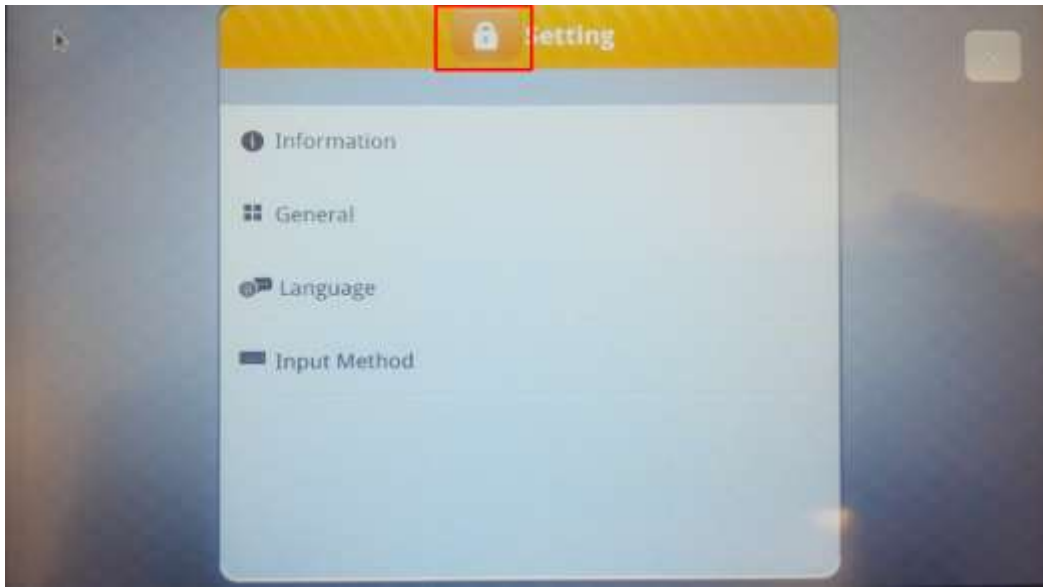 Setting
Information
General
Language
Input Method